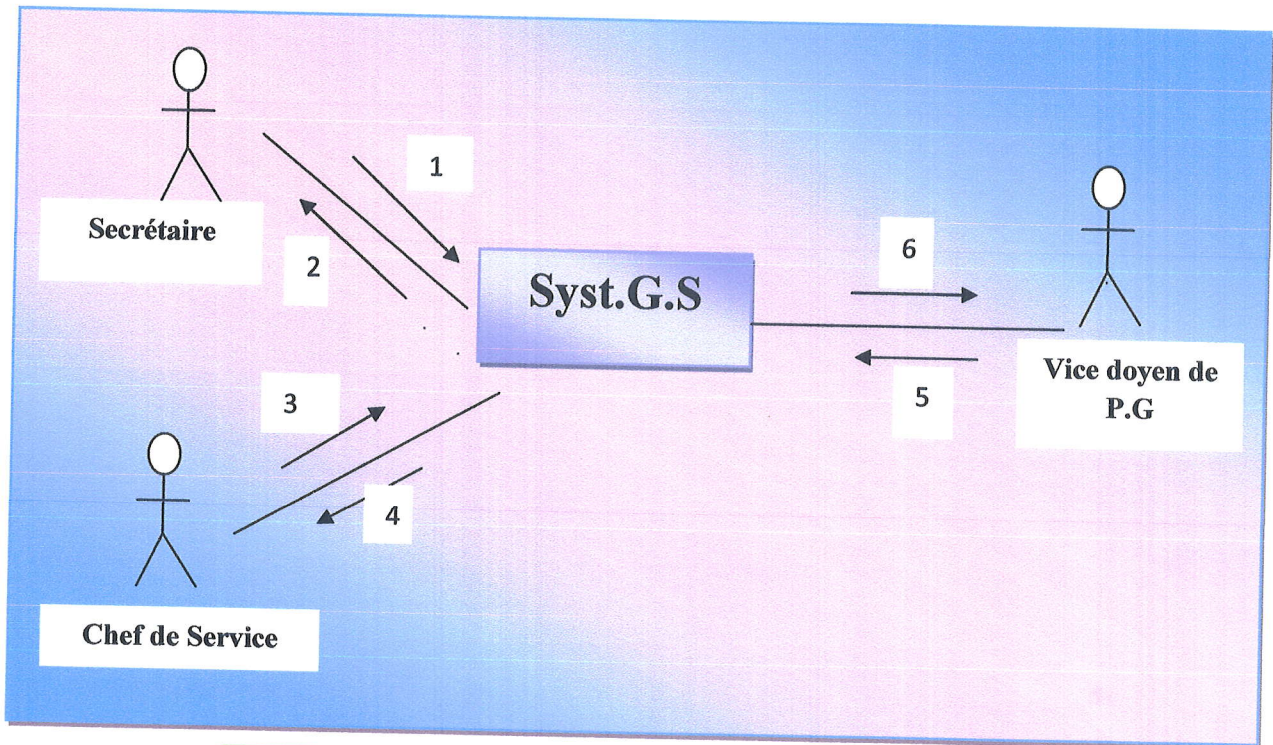 1
Secrétaire
2
Syst.G.S
6
3
5
Vice doyen de
P.G
4
Chef de Service